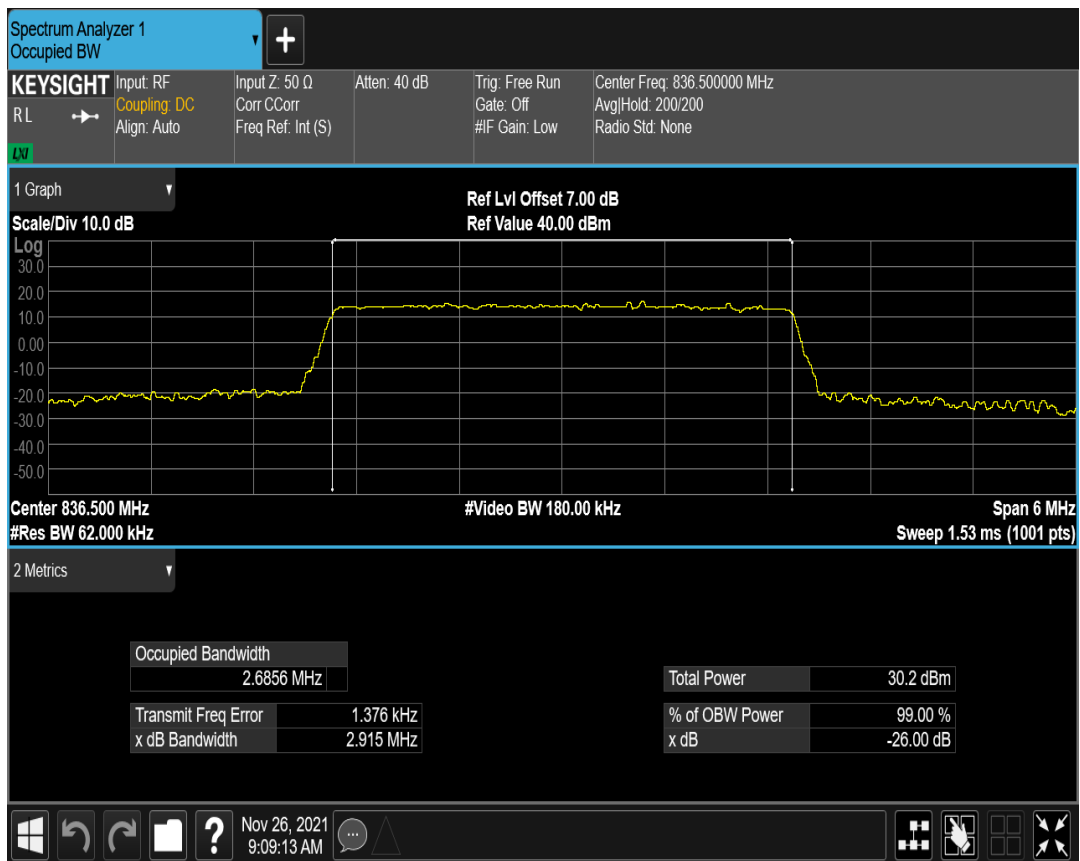 Spectrum Analyzer 1
Occupied BW
+
KEYSIGHT
R L
LXI
Input: RF
Coupling: DC
Align: Auto
Input Z: 50 Ω
Corr CCorr
Freq Ref: Int (S)
Atten: 40 dB
Trig: Free Run
Gate: Off
#IF Gain: Low
Center Freq: 836.500000 MHz
Avg|Hold: 200/200
Radio Std: None
1 Graph
Ref Lvl Offset 7.00 dB
Scale/Div 10.0 dB
Ref Value 40.00 dBm
Log
30.0
20.0
10.0
0.00
-10.0
-20.0
-30.0
-40.0
-50.0
Center 836.500 MHz
#Video BW 180.00 kHz
Span 6 MHz
#Res BW 62.000 kHz
Sweep 1.53 ms (1001 pts)
2 Metrics
Occupied Bandwidth
2.6856 MHz
Total Power 30.2 dBm
Transmit Freq Error 1.376 kHz
% of OBW Power 99.00 %
x dB Bandwidth 2.915 MHz
x dB -26.00 dB
?
Nov 26, 2021
9:09:13 AM